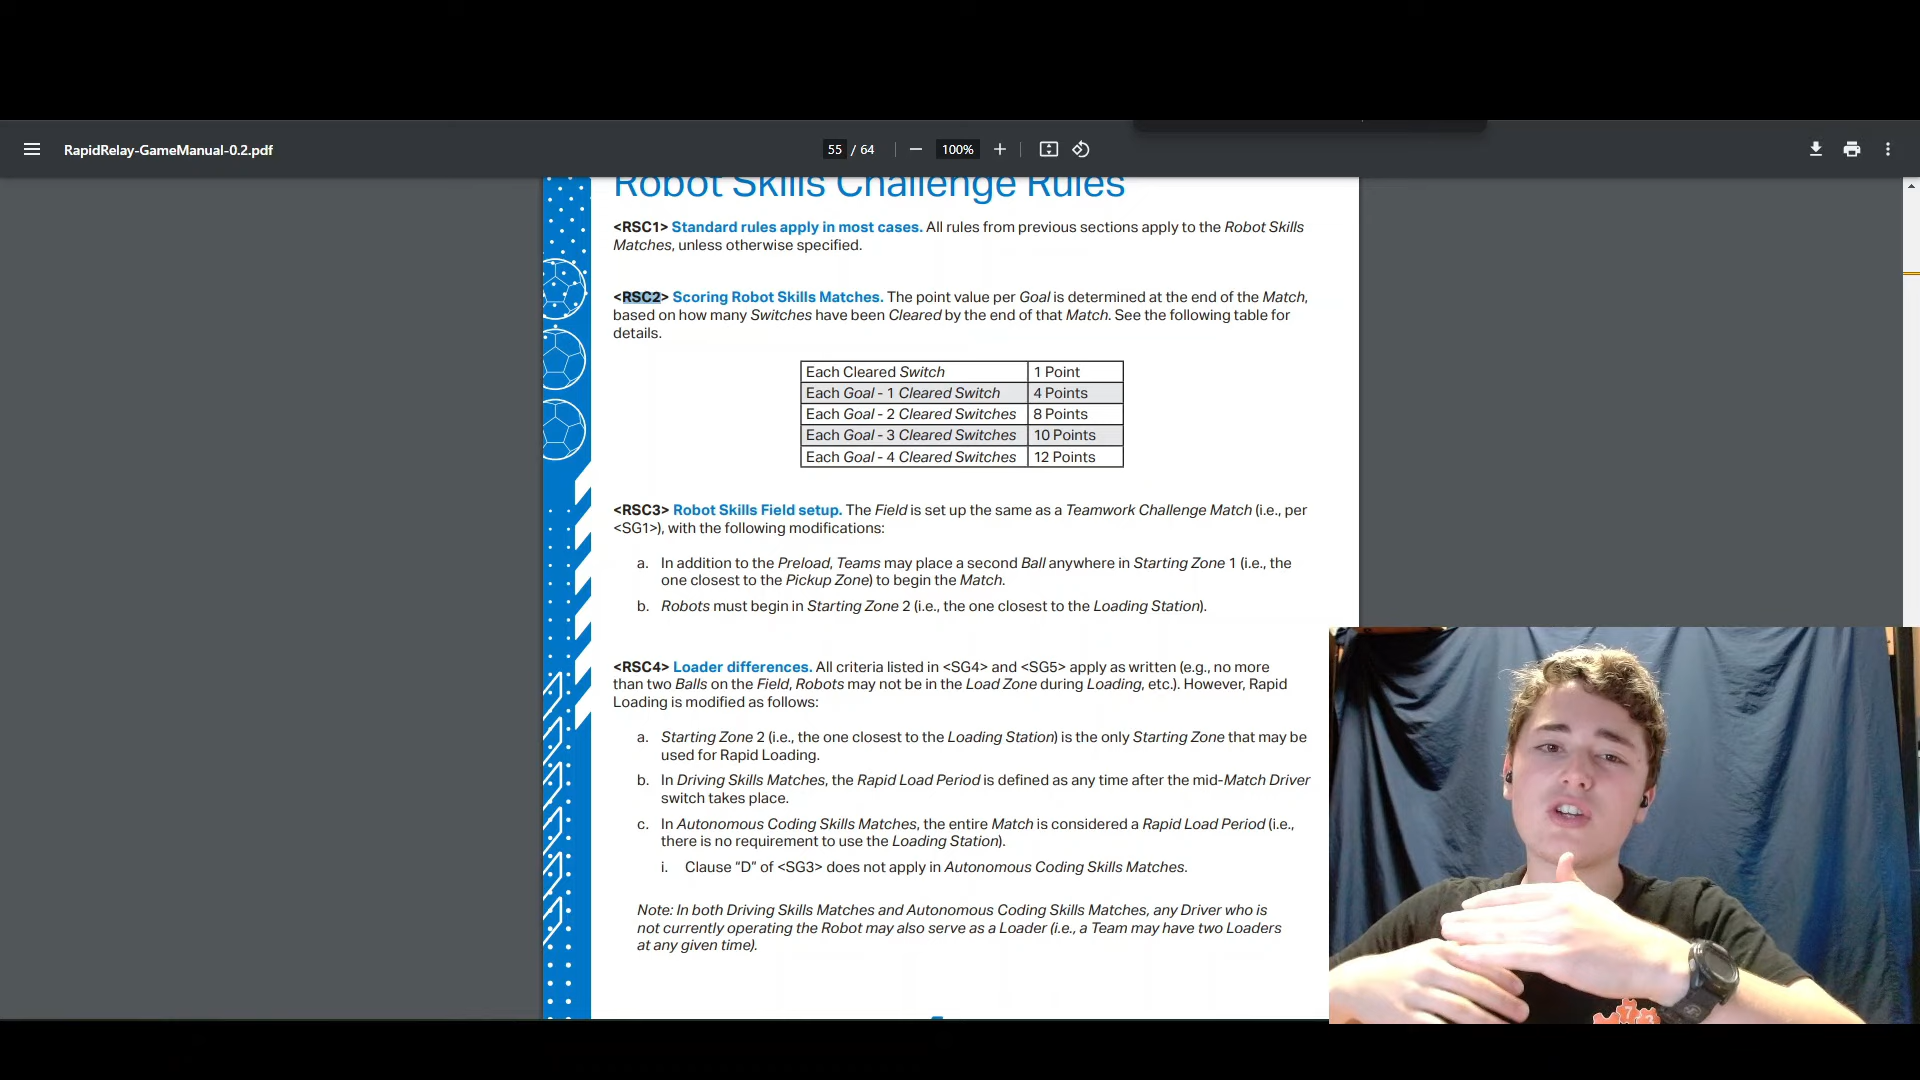 RapidRelay-GameManual-0.2.pdf
55 / 64
100%
Robot Skills Challenge Rules
<RSC1> Standard rules apply in most cases. All rules from previous sections apply to the Robot Skills
Matches, unless otherwise specified.
<RSC2> Scoring Robot Skills Matches. The point value per Goal is determined at the end of the Match,
based on how many Switches have been Cleared by the end of that Match. See the following table for
details.
Each Cleared Switch 1 Point
Each Goal - 1 Cleared Switch 4 Points
Each Goal - 2 Cleared Switches 8 Points
Each Goal - 3 Cleared Switches 10 Points
Each Goal - 4 Cleared Switches 12 Points
<RSC3> Robot Skills Field setup. The Field is set up the same as a Teamwork Challenge Match (i.e., per
<SG1>), with the following modifications:
a. In addition to the Preload, Teams may place a second Ball anywhere in Starting Zone 1 (i.e., the
one closest to the Pickup Zone) to begin the Match.
b. Robots must begin in Starting Zone 2 (i.e., the one closest to the Loading Station).
<RSC4> Loader differences. All criteria listed in <SG4> and <SG5> apply as written (e.g., no more
than two Balls on the Field, Robots may not be in the Load Zone during Loading, etc.). However, Rapid
Loading is modified as follows:
a. Starting Zone 2 (i.e., the one closest to the Loading Station) is the only Starting Zone that may be
used for Rapid Loading.
b. In Driving Skills Matches, the Rapid Load Period is defined as any time after the mid-Match Driver
switch takes place.
c. In Autonomous Coding Skills Matches, the entire Match is considered a Rapid Load Period (i.e.,
there is no requirement to use the Loading Station).
i. Clause “D” of <SG3> does not apply in Autonomous Coding Skills Matches.
Note: In both Driving Skills Matches and Autonomous Coding Skills Matches, any Driver who is
not currently operating the Robot may also serve as a Loader (i.e., a Team may have two Loaders
at any given time).